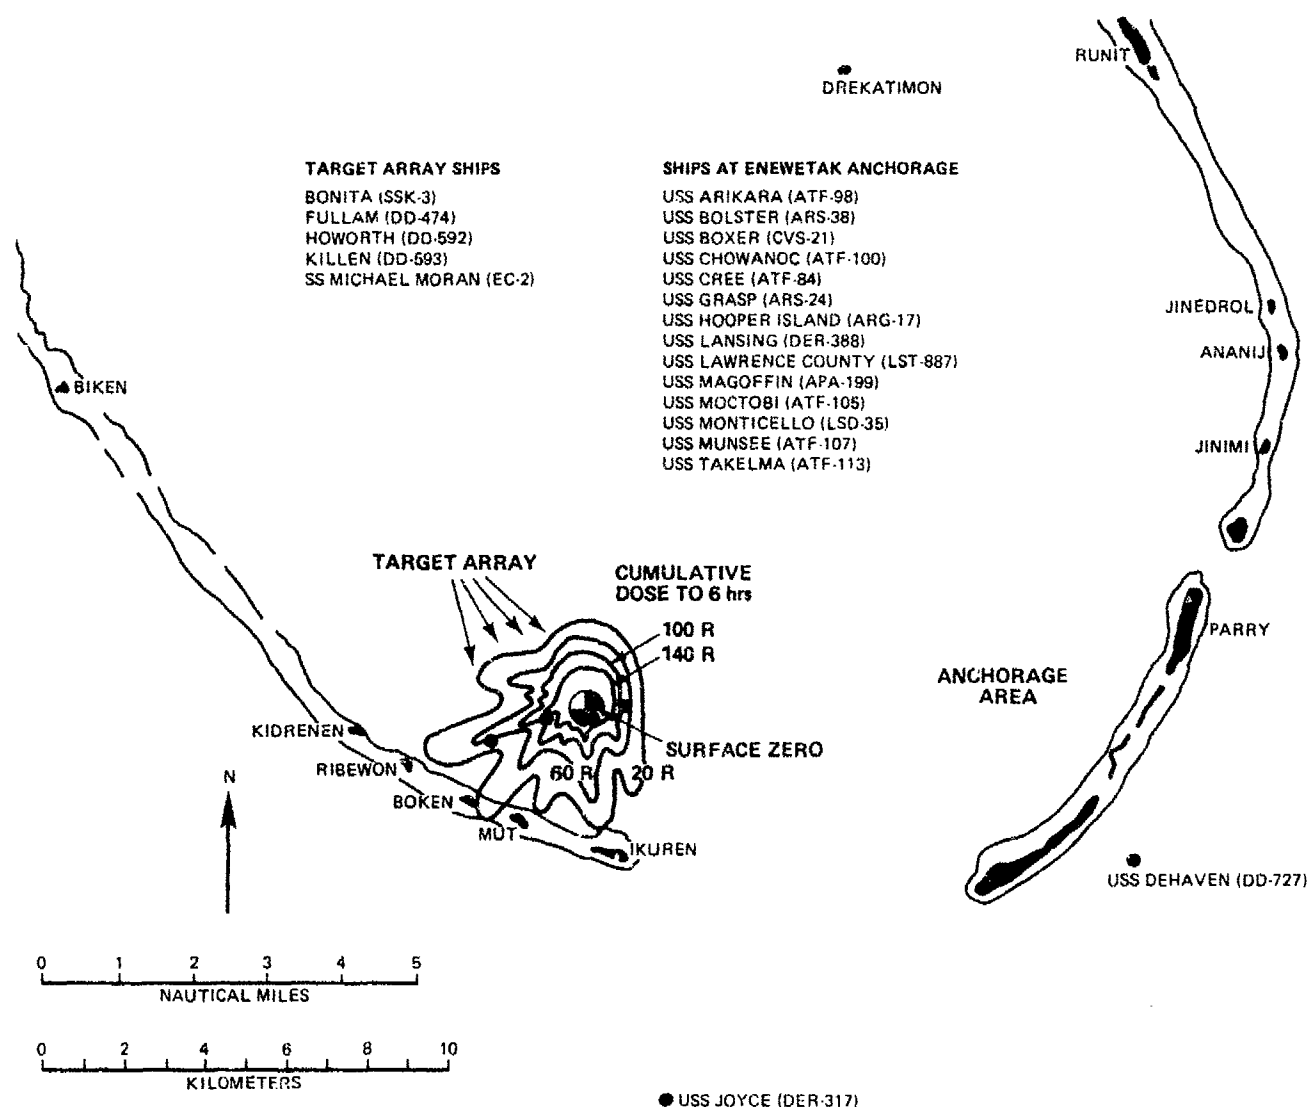 RUNIT
DREKATIMON
TARGET ARRAY SHIPS
BONITA (SSK-3)
FULLAM (DD-474)
HOWORTH (DD-592)
KILLEN (DD-593)
SS MICHAEL MORAN (EC-2)
SHIPS AT ENEWETAK ANCHORAGE
USS ARIKARA (ATF-98)
USS BOLSTER (ARS-38)
USS BOXER (CVS-21)
USS CHOWANOC (ATF-100)
USS CREE (ATF-84)
USS GRASP (ARS-24)
USS HOOPER ISLAND (ARG-17)
USS LANSING (DER-388)
USS LAWRENCE COUNTY (LST-887)
USS MAGOFFIN (APA-199)
USS MOCTOBI (ATF-105)
USS MONTICELLO (LSD-35)
USS MUNSEE (ATF-107)
USS TAKELMA (ATF-113)
JINEDROL
ANANIJ
BIKEN
JINIMI
TARGET ARRAY
CUMULATIVE
DOSE TO 6 hrs
100 R
140 R
PARRY
ANCHORAGE
AREA
KIDRENEN
SURFACE ZERO
RIBEWON
60 R
20 R
N
BOKEN
MUT
IKUREN
USS DEHAVEN (DD-727)
0 1 2 3 4 5
NAUTICAL MILES
0 2 4 6 8 10
KILOMETERS
USS JOYCE (DER-317)